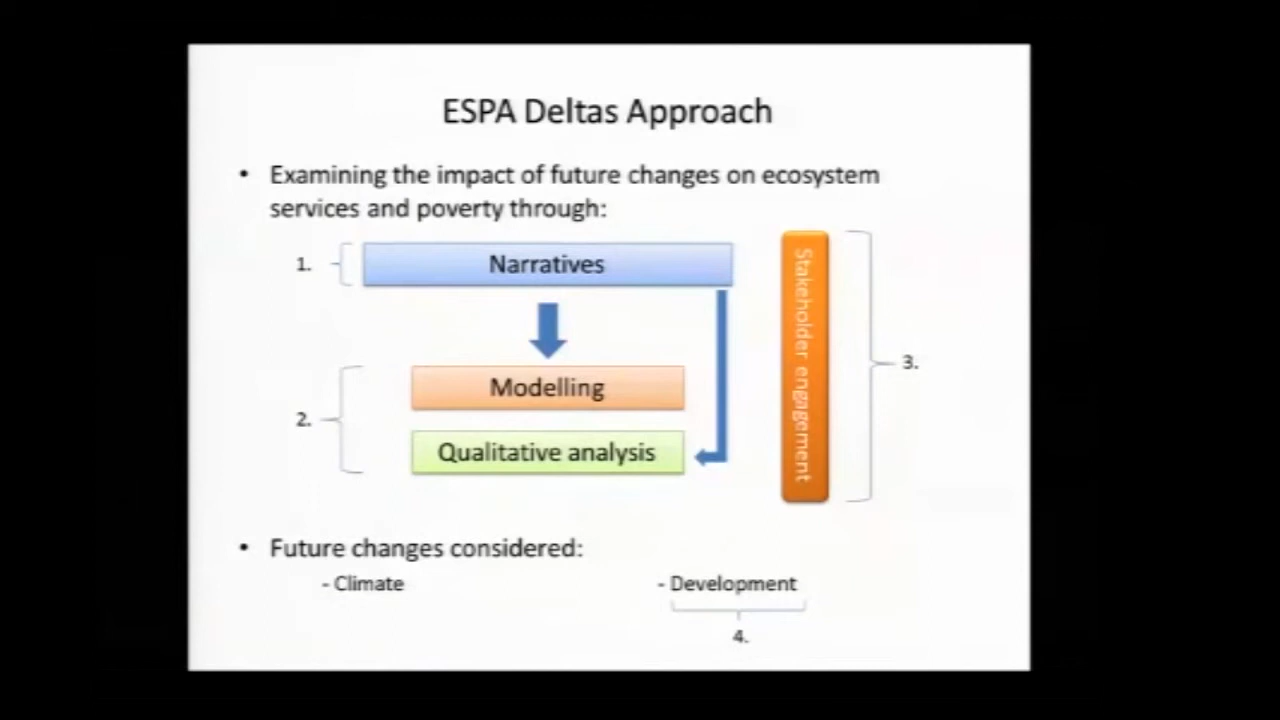 ESPA Deltas Approach
• Examining the impact of future changes on ecosystem
services and poverty through:
1.
Narratives
Modelling
2.
Qualitative analysis
Stakeholder engagement
3.
• Future changes considered:
- Climate
- Development
4.